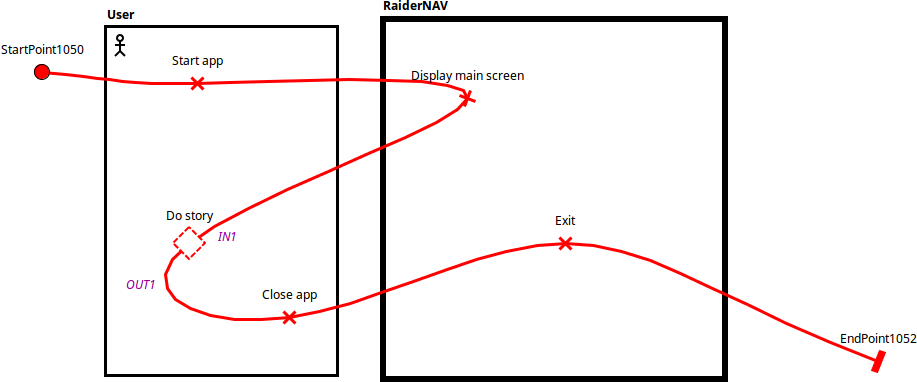 User
RaiderNAV
StartPoint1050
Start app
Display main screen
Do story
IN1
Exit
OUT1
Close app
EndPoint1052